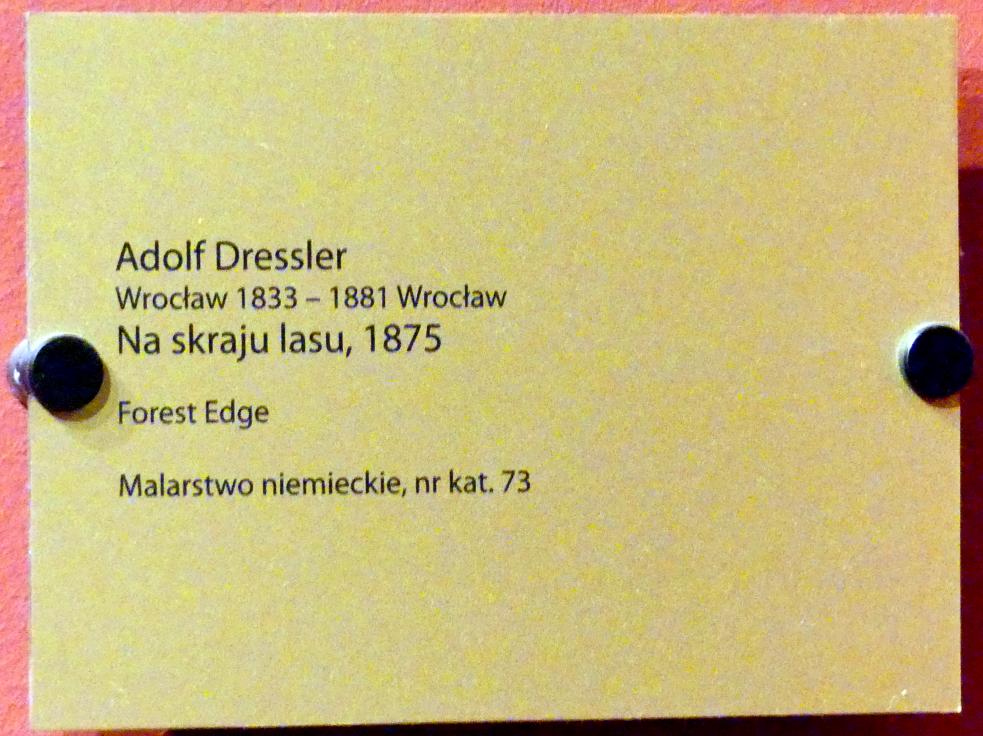 Adolf Dressler
Wrocław 1833 – 1881 Wrocław
Na skraju lasu, 1875
Forest Edge
Malarstwo niemieckie, nr kat. 73